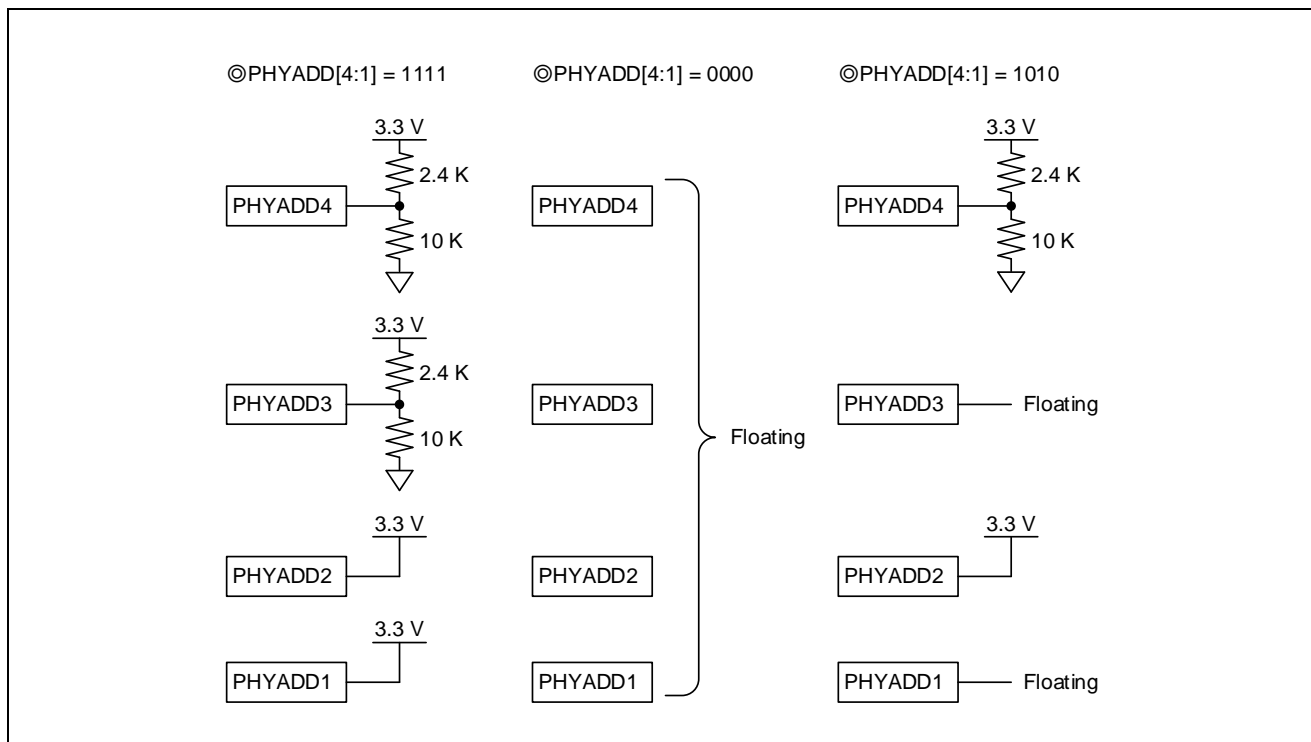 ◎PHYADD[4:1] = 1111
3.3 V
2.4 K
PHYADD4
10 K
3.3 V
2.4 K
PHYADD3
10 K
3.3 V
PHYADD2
3.3 V
PHYADD1
◎PHYADD[4:1] = 0000
PHYADD4
PHYADD3
Floating
PHYADD2
PHYADD1
◎PHYADD[4:1] = 1010
3.3 V
2.4 K
PHYADD4
10 K
PHYADD3
Floating
3.3 V
PHYADD2
PHYADD1
Floating